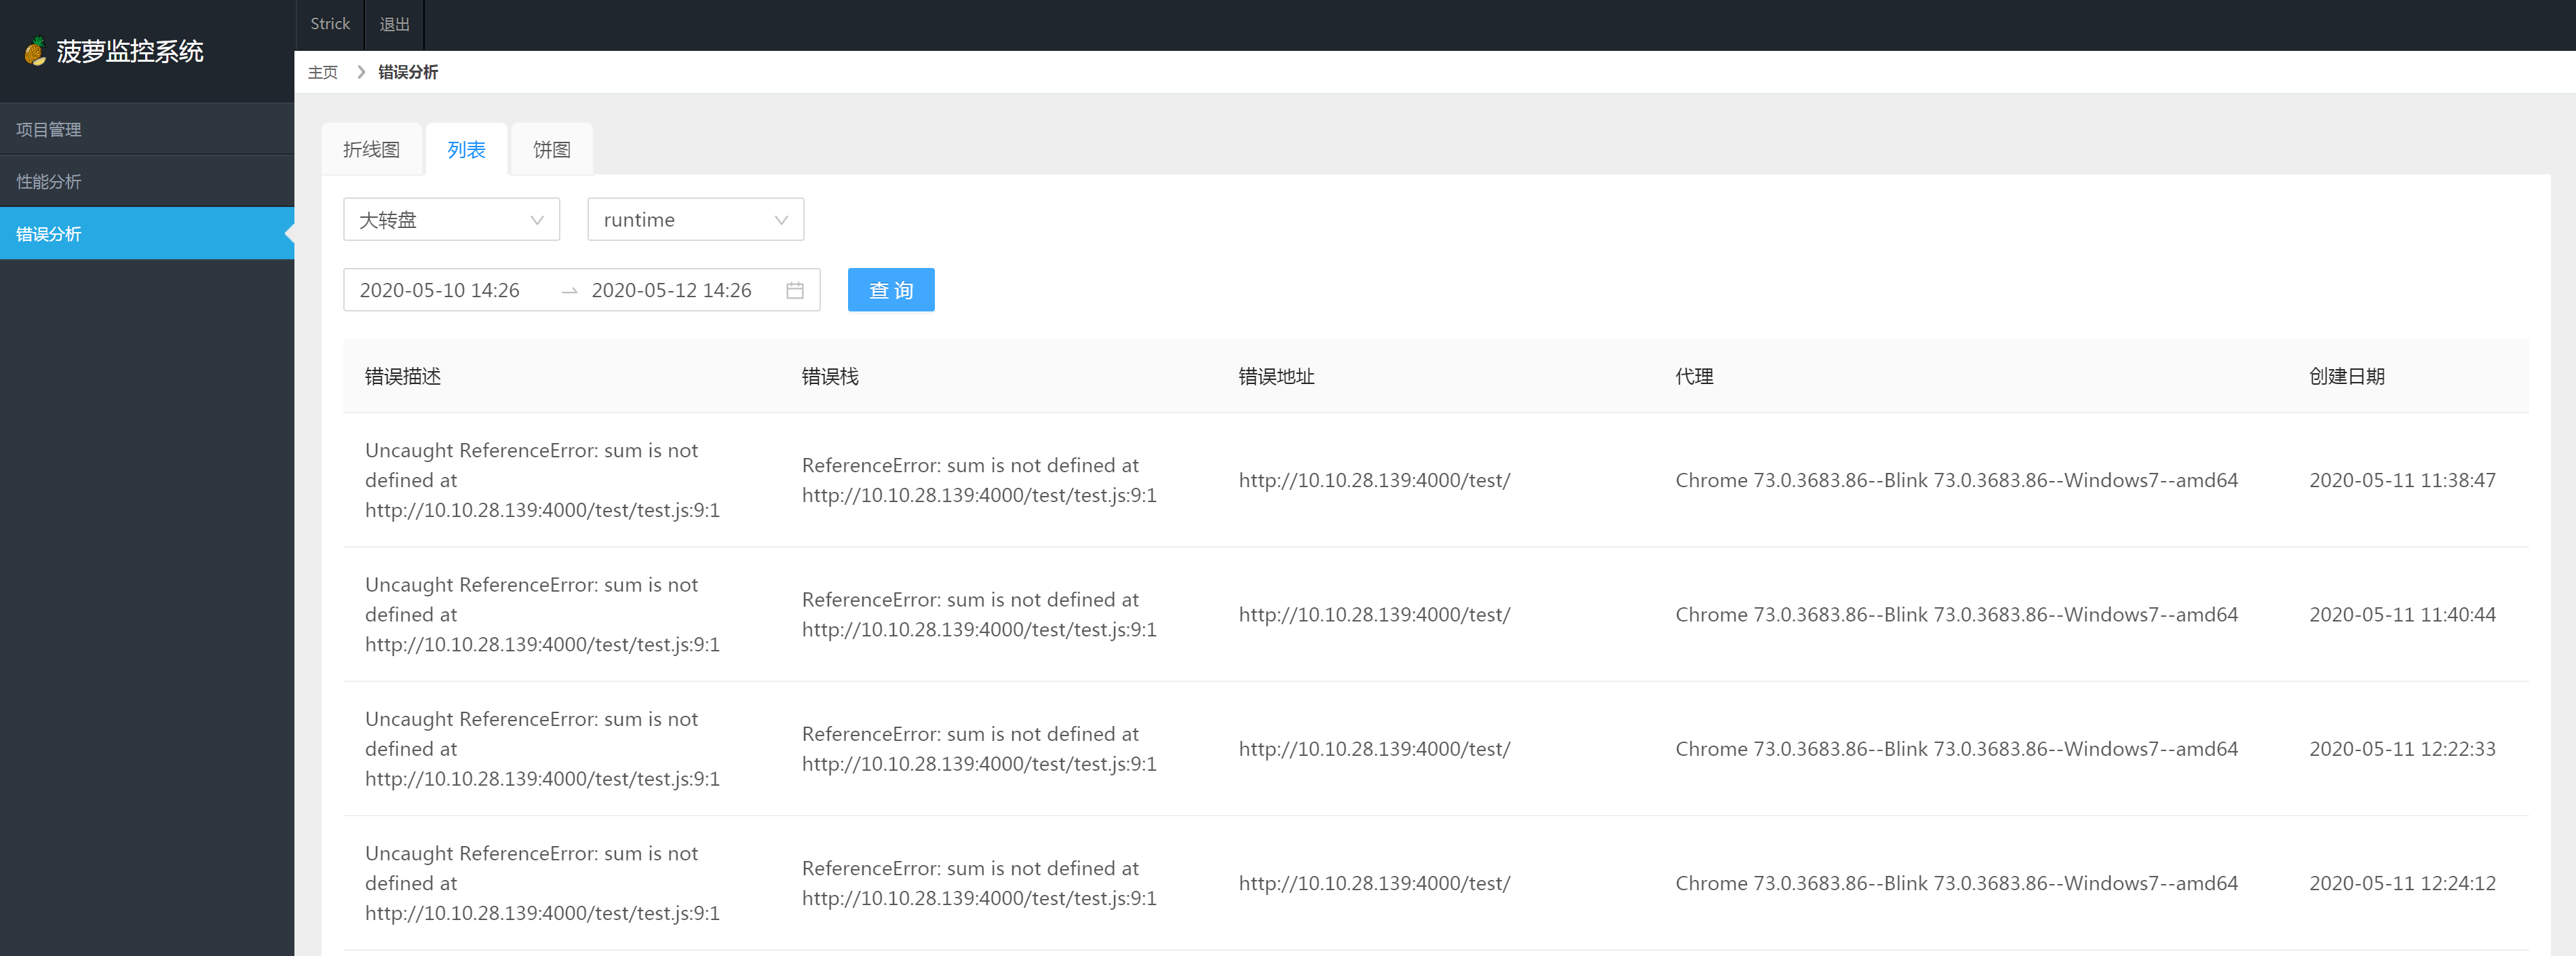 菠萝监控系统
Strick
退出
项目管理
性能分析
错误分析
主页
错误分析
折线图
列表
饼图
大转盘
runtime
2020-05-10 14:26
2020-05-12 14:26
查 询
错误描述
错误栈
错误地址
代理
创建日期
Uncaught ReferenceError: sum is not
defined at
http://10.10.28.139:4000/test/test.js:9:1
ReferenceError: sum is not defined at
http://10.10.28.139:4000/test/test.js:9:1
http://10.10.28.139:4000/test/
Chrome 73.0.3683.86--Blink 73.0.3683.86--Windows7--amd64
2020-05-11 11:38:47
Uncaught ReferenceError: sum is not
defined at
http://10.10.28.139:4000/test/test.js:9:1
ReferenceError: sum is not defined at
http://10.10.28.139:4000/test/test.js:9:1
http://10.10.28.139:4000/test/
Chrome 73.0.3683.86--Blink 73.0.3683.86--Windows7--amd64
2020-05-11 11:40:44
Uncaught ReferenceError: sum is not
defined at
http://10.10.28.139:4000/test/test.js:9:1
ReferenceError: sum is not defined at
http://10.10.28.139:4000/test/test.js:9:1
http://10.10.28.139:4000/test/
Chrome 73.0.3683.86--Blink 73.0.3683.86--Windows7--amd64
2020-05-11 12:22:33
Uncaught ReferenceError: sum is not
defined at
http://10.10.28.139:4000/test/test.js:9:1
ReferenceError: sum is not defined at
http://10.10.28.139:4000/test/test.js:9:1
http://10.10.28.139:4000/test/
Chrome 73.0.3683.86--Blink 73.0.3683.86--Windows7--amd64
2020-05-11 12:24:12